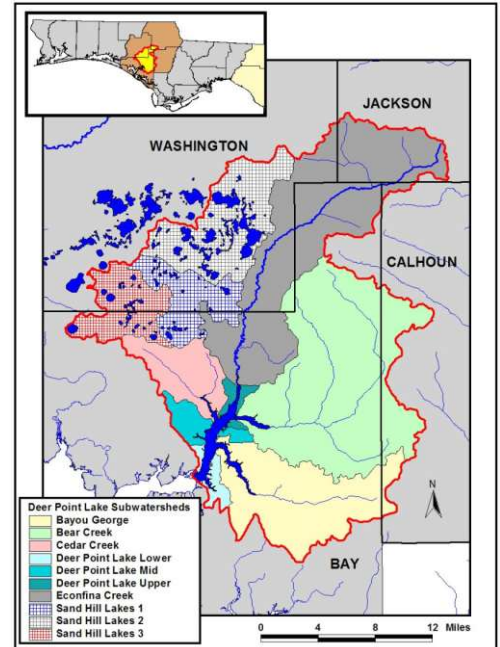 JACKSON
WASHINGTON
CALHOUN
N
BAY
Deer Point Lake Subwatersheds
Bayou George
Bear Creek
Cedar Creek
Deer Point Lake Lower
Deer Point Lake Mid
Deer Point Lake Upper
Econfina Creek
Sand Hill Lakes 1
Sand Hill Lakes 2
Sand Hill Lakes 3
0 4 8 12 Miles